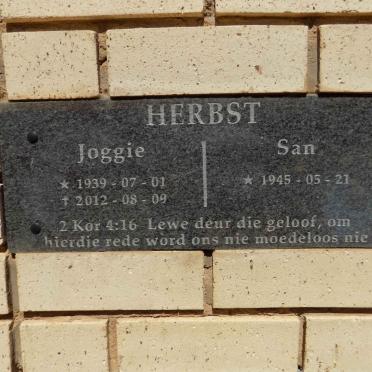 HERBST
Joggie San
★ 1939 - 07 - 01 ★ 1945 - 05 - 21
† 2012 - 08 - 09
2 Kor 4:16 Lewe deur die geloof, om
hierdie rede word ons nie moedeloos nie